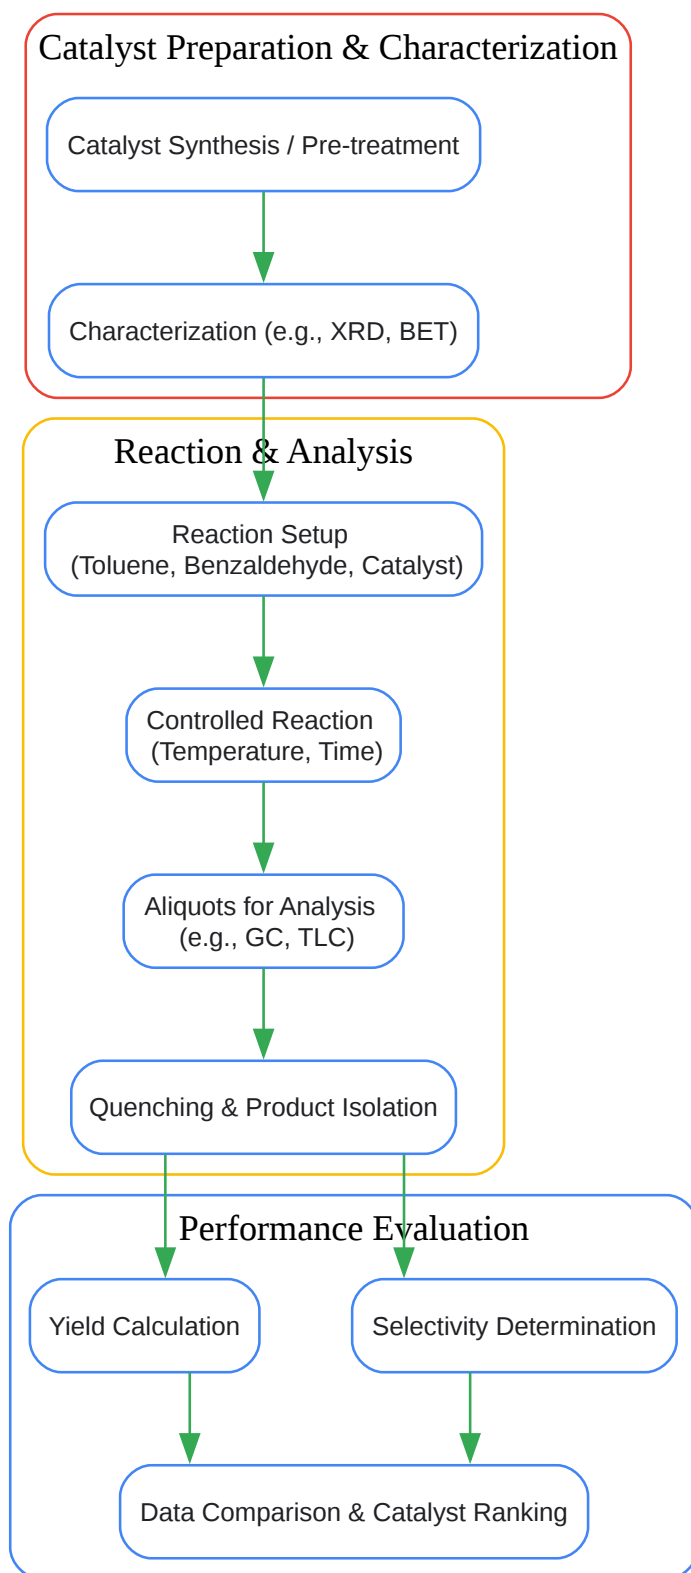 Catalyst Preparation & Characterization
Catalyst Synthesis / Pre-treatment
Characterization (e.g., XRD, BET)
Reaction & Analysis
Reaction Setup
(Toluene, Benzaldehyde, Catalyst)
Controlled Reaction
(Temperature, Time)
Aliquots for Analysis
(e.g., GC, TLC)
Quenching & Product Isolation
Performance Evaluation
Yield Calculation
Selectivity Determination
Data Comparison & Catalyst Ranking